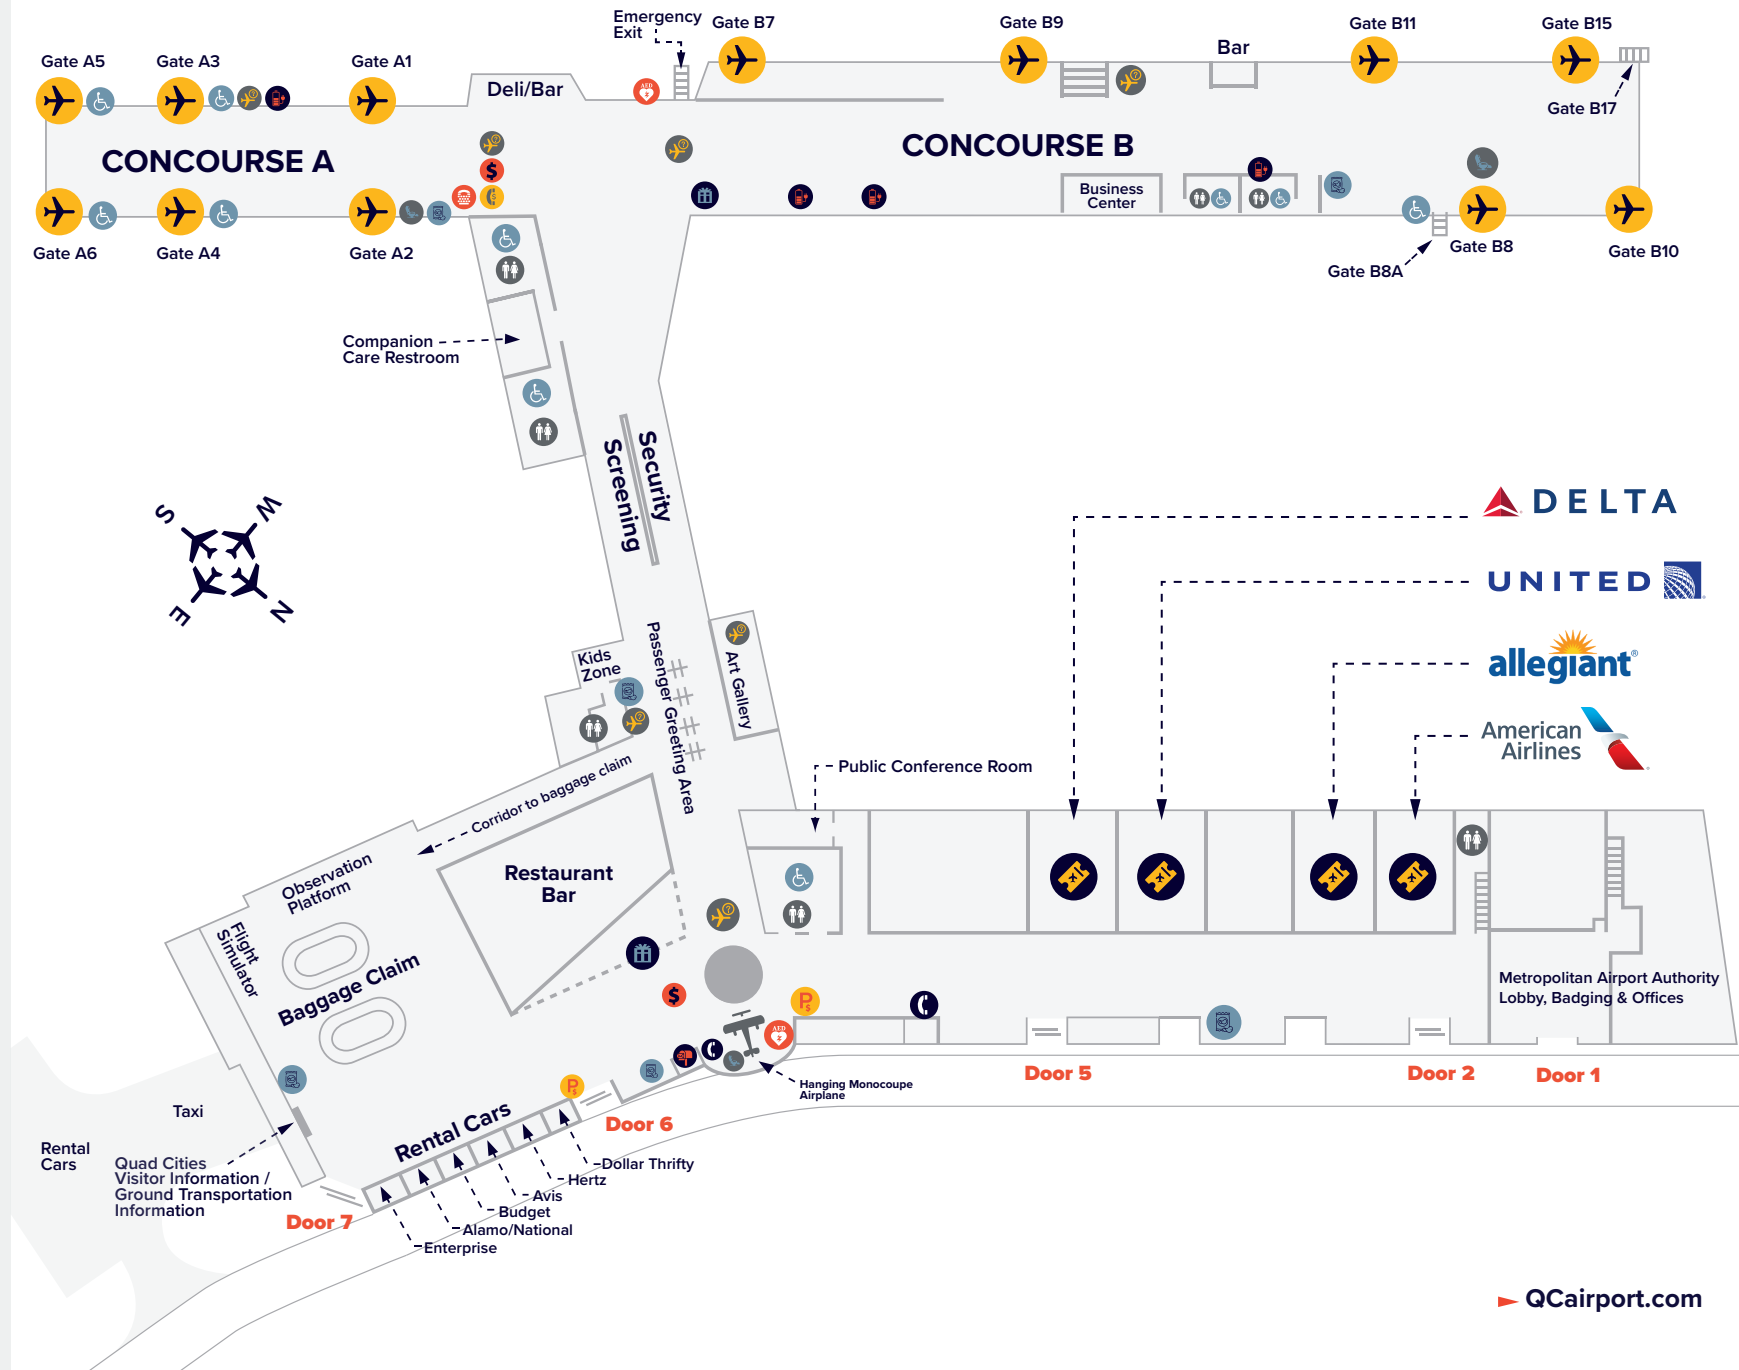 Emergency
Exit
Gate B7
Gate B9
Bar
Gate B11
Gate B15
Gate A5
Gate A3
Gate A1
Deli/Bar
AED
Gate B17
CONCOURSE A
CONCOURSE B
Business
Center
Gate A6
Gate A4
Gate A2
Gate B8
Gate B10
Gate B8A
Companion
Care Restroom
Security
Screening
S
W
E
N
DELTA
UNITED
allegiant®
American
Airlines
Kids
Zone
Passenger Greeting Area
Art Gallery
Corridor to baggage claim
Public Conference Room
Restaurant
Bar
Observation
Platform
Flight
Simulator
Baggage Claim
Metropolitan Airport Authority
Lobby, Badging & Offices
$
P$
AED
P$
Hanging Monocoupe
Airplane
Door 5
Door 2
Door 1
Taxi
Rental
Cars
Quad Cities
Visitor Information /
Ground Transportation
Information
Rental Cars
Door 6
Door 7
Dollar Thrifty
Hertz
Avis
Budget
Alamo/National
Enterprise
QCairport.com